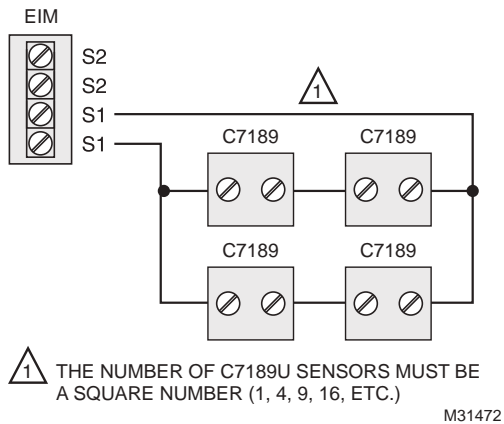 EIM
S2
S2
S1
S1
1
C7189
C7189
C7189
C7189
1 THE NUMBER OF C7189U SENSORS MUST BE
A SQUARE NUMBER (1, 4, 9, 16, ETC.)
M31472